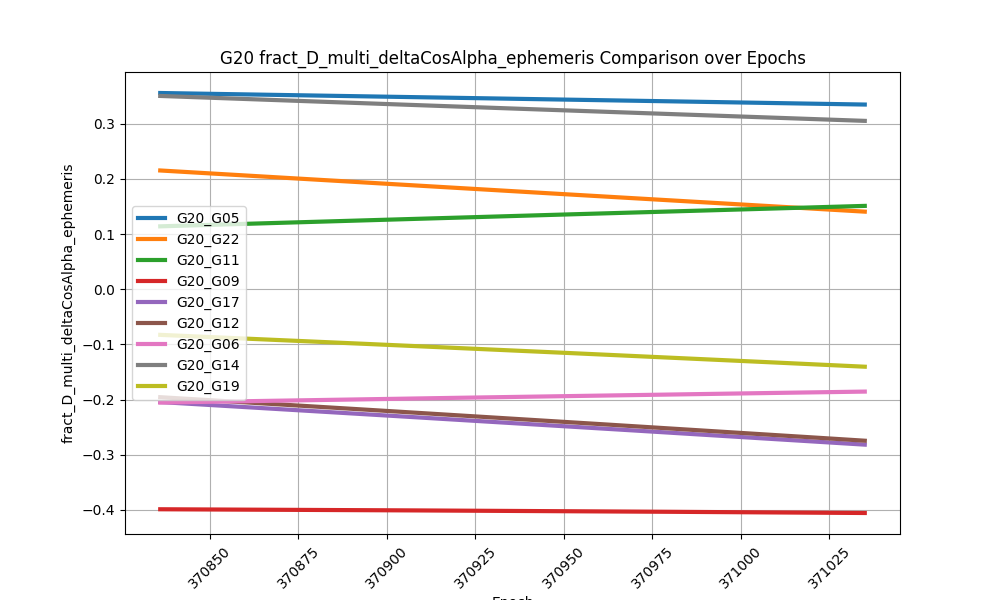 G20 fract_D_multi_deltaCosAlpha_ephemeris Comparison over Epochs
fract_D_multi_deltaCosAlpha_ephemeris
0.3
0.2
0.1
0.0
−0.1
−0.2
−0.3
−0.4
G20_G05
G20_G22
G20_G11
G20_G09
G20_G17
G20_G12
G20_G06
G20_G14
G20_G19
370850
370875
370900
370925
370950
370975
371000
371025
Epoch